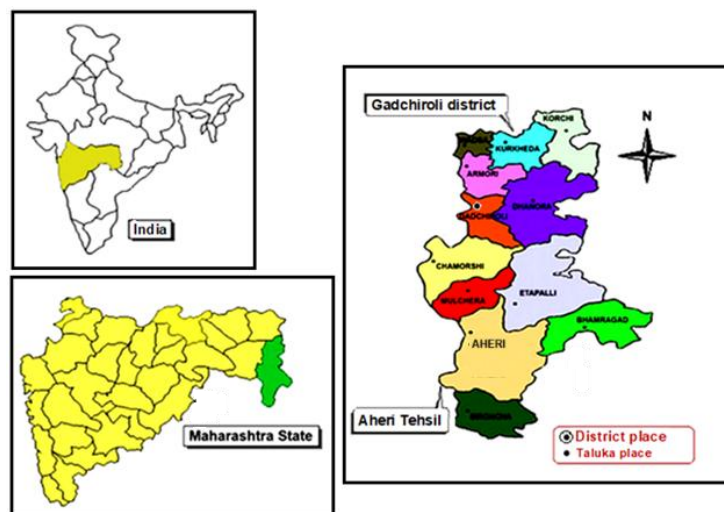 India
Maharashtra State
Gadchiroli district
KORCHI
N
KURKHEDA
ARMORI
DHANORA
GADCHIROLI
CHAMORSHI
MULCHERA
ETAPALLI
BHAMRAGAD
AHERI
Aheri Tehsil
District place
Taluka place